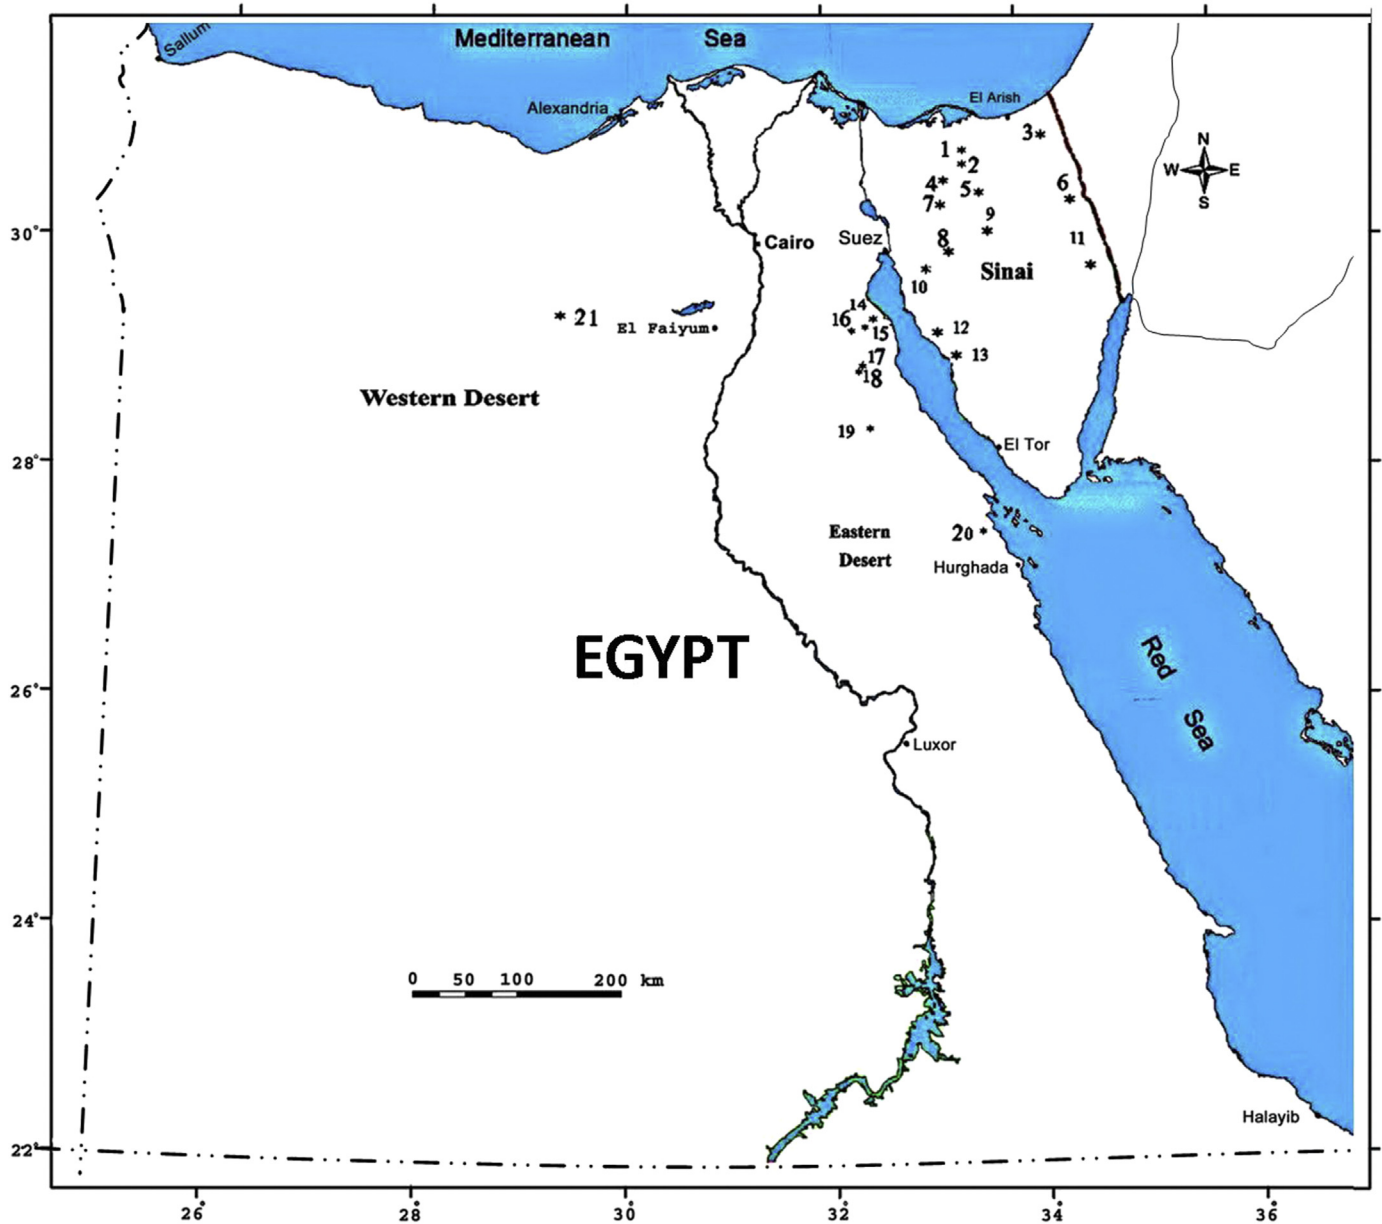 Sallum
Mediterranean Sea
Alexandria
El Arish
3
1
2
N
W E
S
4
5
6
7
9
30°
Cairo
Suez
8
11
Sinai
10
14
21
El Faiyum
16
15
12
13
17
18
Western Desert
19
El Tor
28°
Eastern
Desert
20
Hurghada
EGYPT
Red
Sea
26°
Luxor
24°
0 50 100 200 km
Halayib
22°
26° 28° 30° 32° 34° 36°